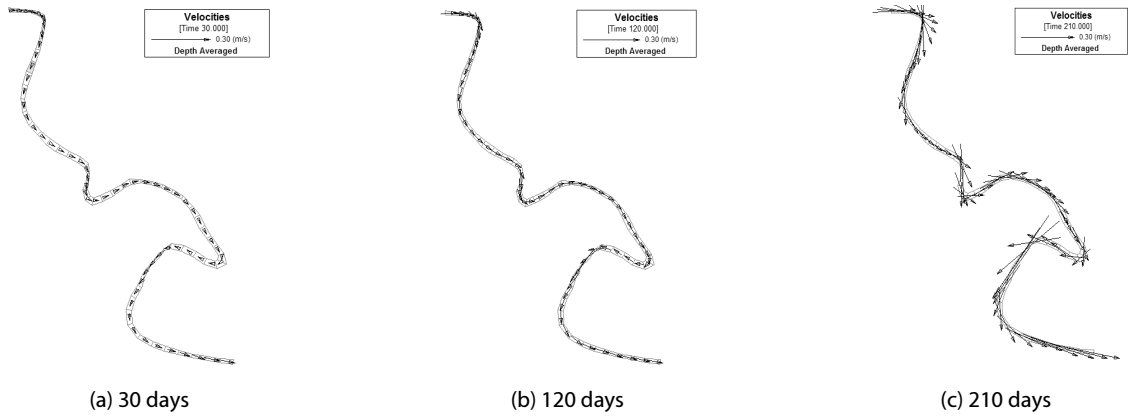 Velocities
[Time 30.000]
0.30 (m/s)
Depth Averaged
Velocities
[Time 120.000]
0.30 (m/s)
Depth Averaged
Velocities
[Time 210.000]
0.30 (m/s)
Depth Averaged
(a) 30 days
(b) 120 days
(c) 210 days